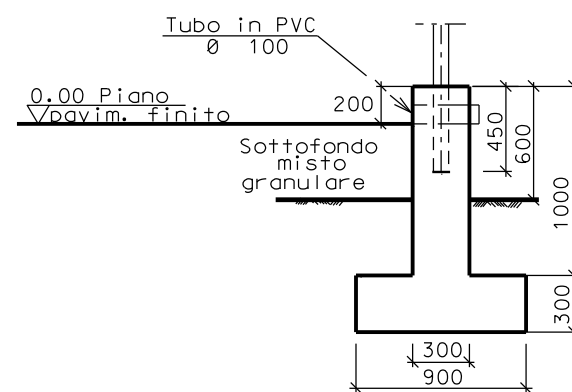 Tubo in PVC
Ø 100
0.00 Piano
pavim. finito
200
Sottofondo
misto
granulare
450
600
1000
300
300
900